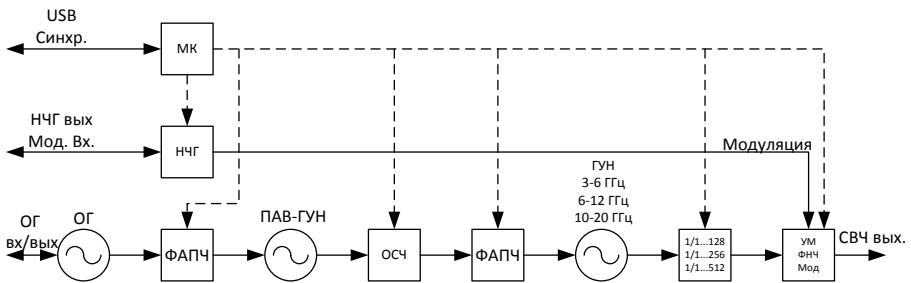 USB
Синхр.
МК
НЧГ вых
Мод. Вх.
НЧГ
Модуляция
ГУН
3-6 ГГц
6-12 ГГц
10-20 ГГц
ОГ
вх/вых
ОГ
ФАПЧ
ПАВ-ГУН
ОСЧ
ФАПЧ
1/1...128
1/1...256
1/1...512
УМ
ФНЧ
Мод
СВЧ вых.